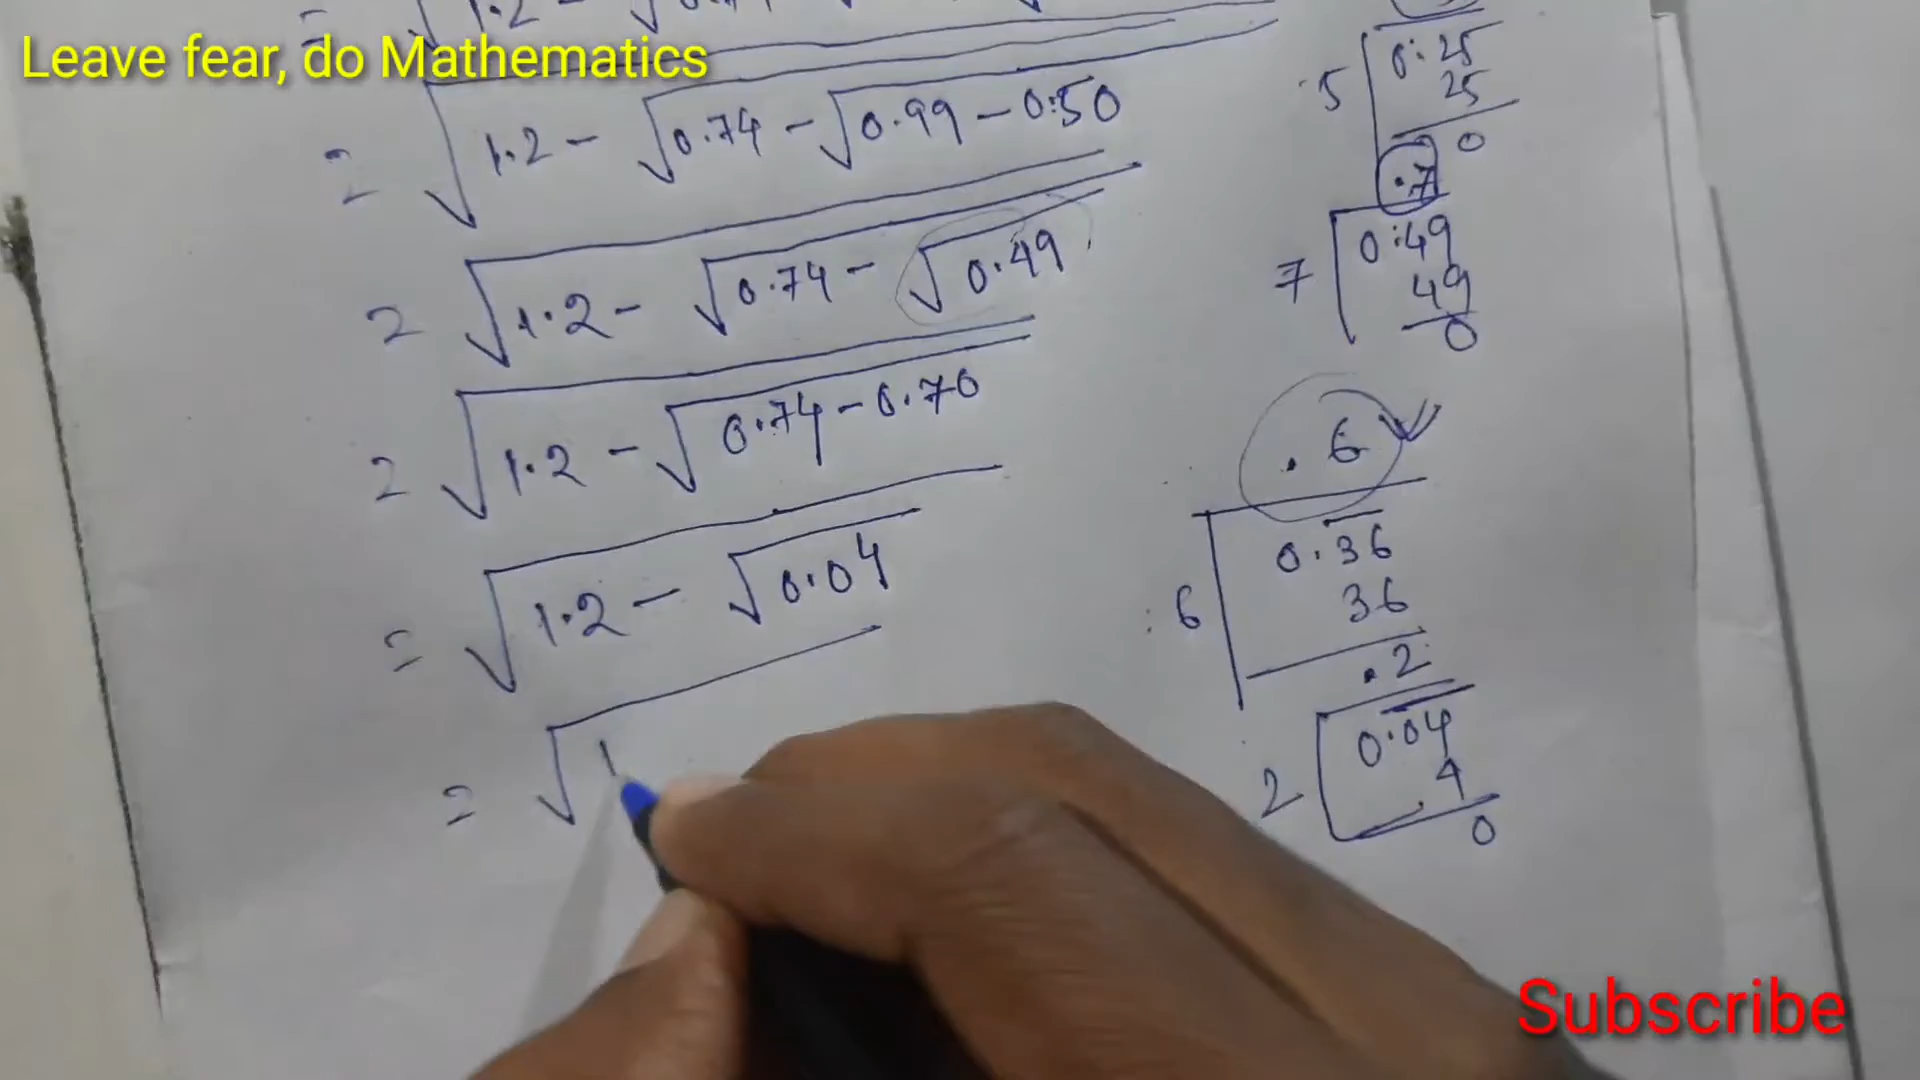 Leave fear, do Mathematics
= √1.2 - √0.74 - √0.99 - 0.50
= √1.2 - √0.74 - √0.49
= √1.2 - √0.74 - 0.70
= √1.2 - √0.04
= √1
5 0.25
25
0
.7
7 0.49
49
0
.6
6 0.36
36
.2
2 0.04
4
0
Subscribe